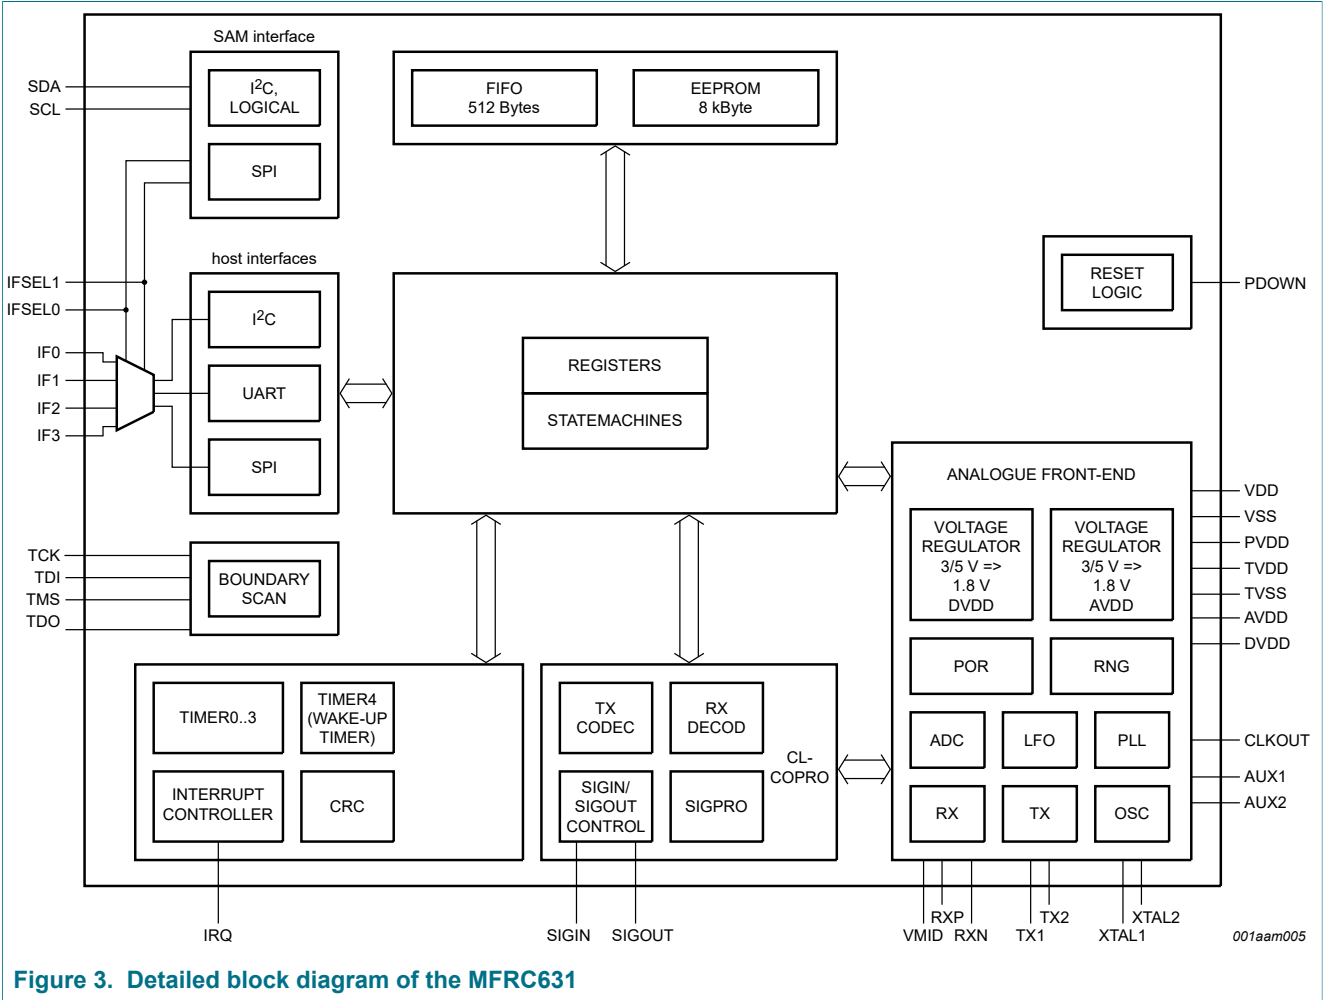 SAM interface
SDA
SCL
I2C,
LOGICAL
SPI
FIFO
512 Bytes
EEPROM
8 kByte
host interfaces
IFSEL1
IFSEL0
IF0
IF1
IF2
IF3
I2C
UART
SPI
REGISTERS
STATEMACHINES
RESET
LOGIC
PDOWN
TCK
TDI
TMS
TDO
BOUNDARY
SCAN
ANALOGUE FRONT-END
VOLTAGE
REGULATOR
3/5 V =>
1.8 V
DVDD
VOLTAGE
REGULATOR
3/5 V =>
1.8 V
AVDD
POR
RNG
ADC
LFO
PLL
RX
TX
OSC
VDD
VSS
PVDD
TVDD
TVSS
AVDD
DVDD
CLKOUT
AUX1
AUX2
TIMER0..3
TIMER4
(WAKE-UP
TIMER)
INTERRUPT
CONTROLLER
CRC
TX
CODEC
RX
DECOD
CL-
COPRO
SIGIN/
SIGOUT
CONTROL
SIGPRO
IRQ
SIGIN
SIGOUT
VMID
RXP
RXN
TX1
TX2
XTAL1
XTAL2
001aam005
Figure 3. Detailed block diagram of the MFRC631